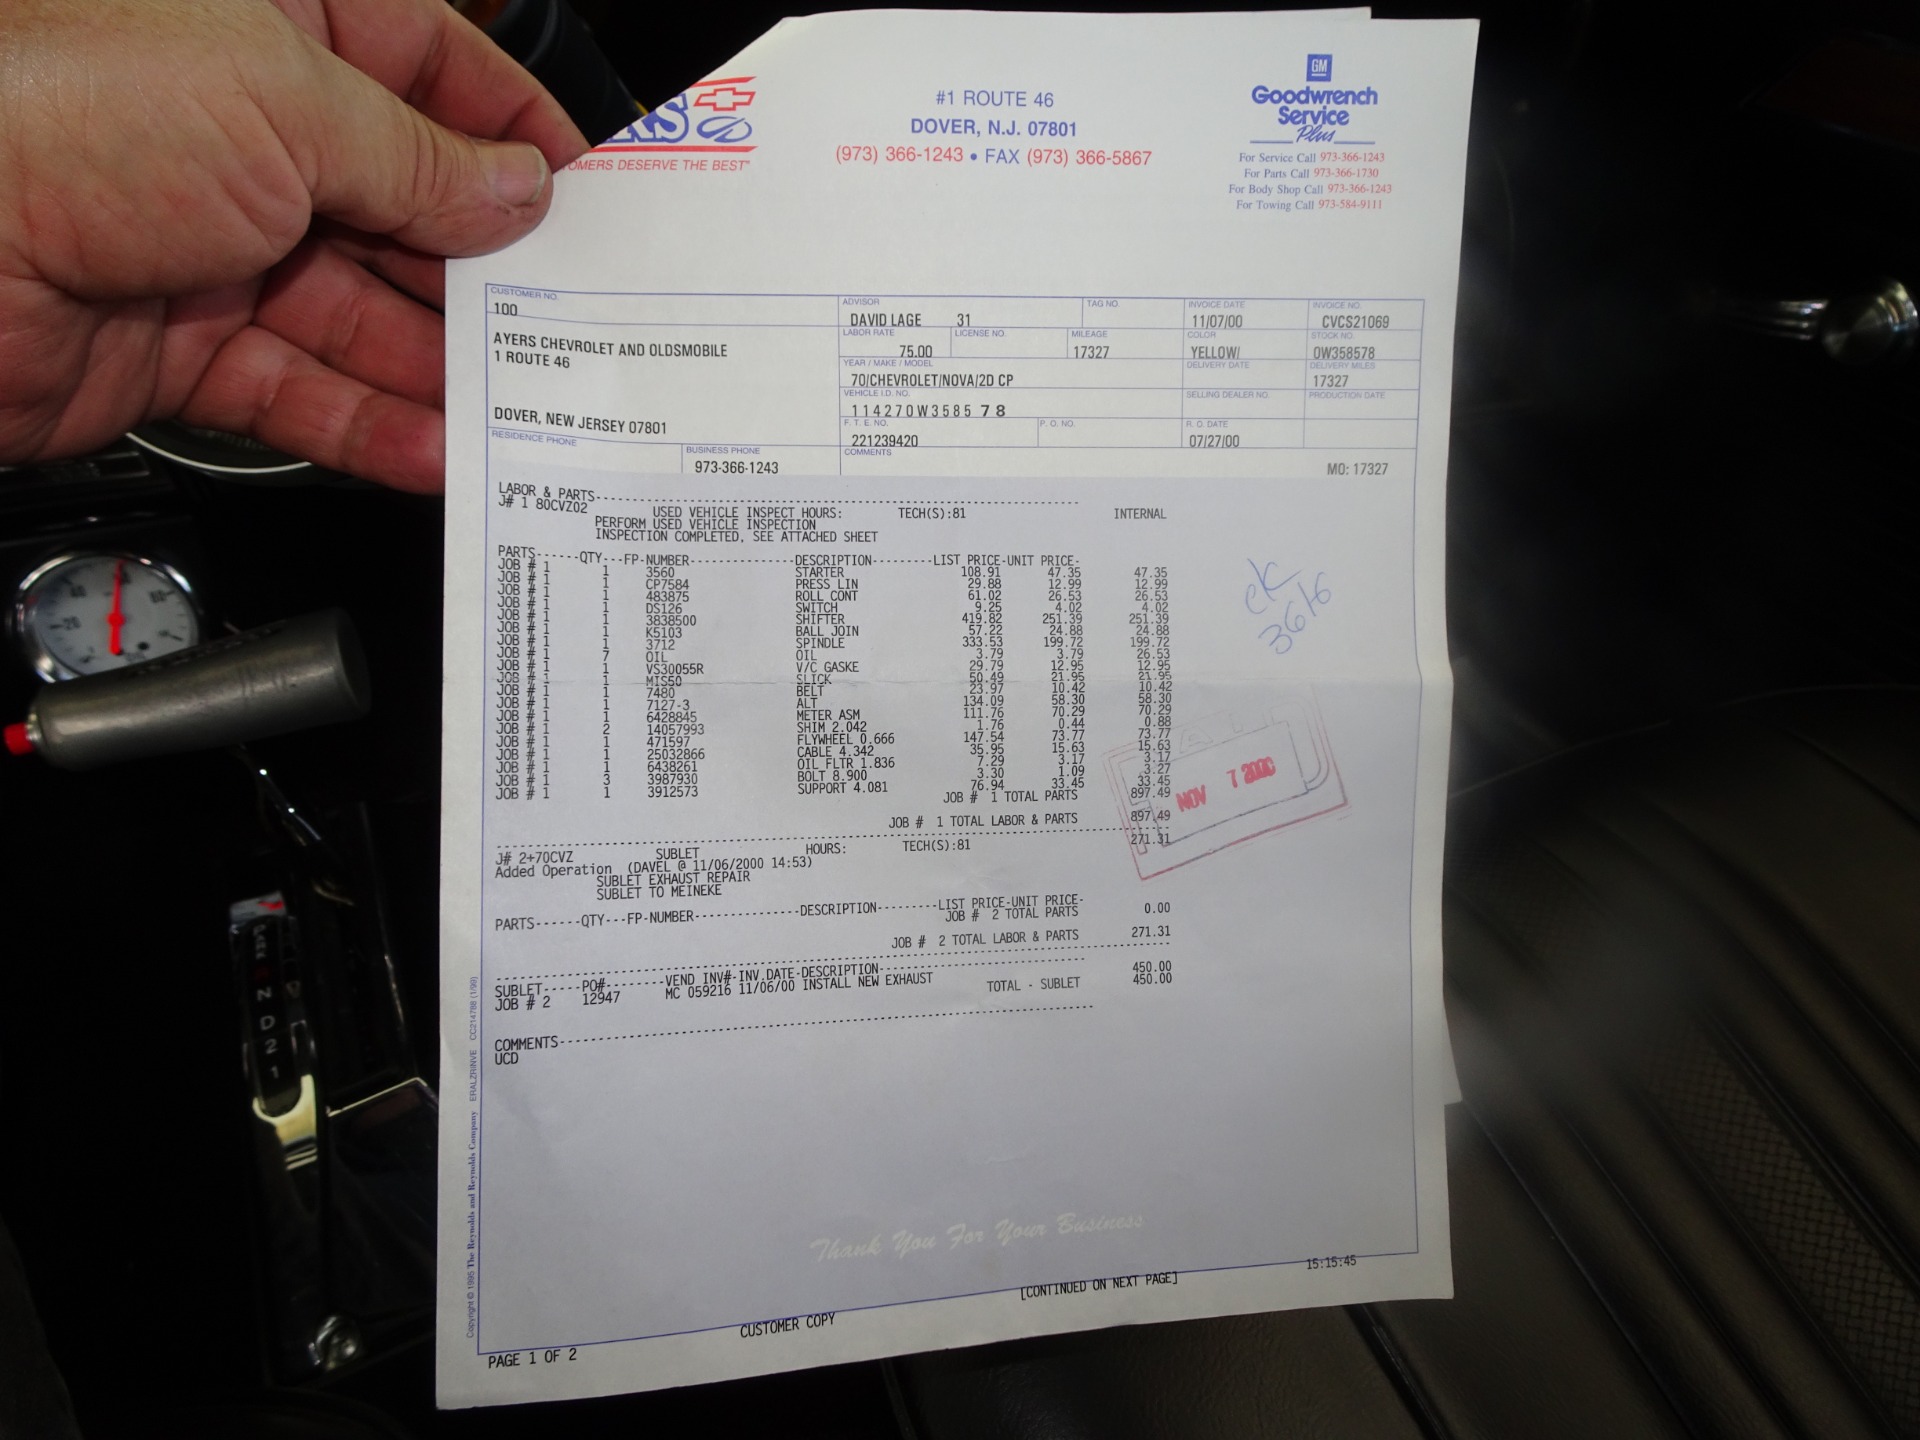 #1 ROUTE 46
DOVER, N.J. 07801
(973) 366-1243 • FAX (973) 366-5867
OMERS DESERVE THE BEST"
GM
Goodwrench
Service
Plus
For Service Call 973-366-1243
For Parts Call 973-366-1730
For Body Shop Call 973-366-1243
For Towing Call 973-584-9111
CUSTOMER NO. ADVISOR TAG NO. INVOICE DATE INVOICE NO.
100 DAVID LAGE 31 11/07/00 CVCS21069
LABOR RATE LICENSE NO. MILEAGE COLOR STOCK NO.
AYERS CHEVROLET AND OLDSMOBILE 75.00 17327 YELLOW/ 0W358578
1 ROUTE 46
YEAR / MAKE / MODEL DELIVERY DATE DELIVERY MILES
70/CHEVROLET/NOVA/2D CP 17327
VEHICLE I.D. NO. SELLING DEALER NO. PRODUCTION DATE
DOVER, NEW JERSEY 07801 114270W358578
F. T. E. NO. P. O. NO. R. O. DATE
221239420 07/27/00
RESIDENCE PHONE BUSINESS PHONE COMMENTS
973-366-1243 MO: 17327
LABOR & PARTS
J# 1 80CVZ02 USED VEHICLE INSPECT HOURS: TECH(S):81 INTERNAL
PERFORM USED VEHICLE INSPECTION
INSPECTION COMPLETED, SEE ATTACHED SHEET
PARTS------QTY---FP-NUMBER-------------DESCRIPTION--------LIST PRICE-UNIT PRICE-
JOB # 1 1 3560 STARTER 108.91 47.35 47.35
JOB # 1 1 CP7584 PRESS LIN 29.88 12.99 12.99
JOB # 1 1 483875 ROLL CONT 61.02 26.53 26.53
JOB # 1 1 DS126 SWITCH 9.25 4.02 4.02
JOB # 1 1 3838500 SHIFTER 419.82 251.39 251.39
JOB # 1 1 K5103 BALL JOIN 57.22 24.88 24.88
JOB # 1 1 3712 SPINDLE 333.53 199.72 199.72
JOB # 1 7 OIL OIL 3.79 3.79 26.53
JOB # 1 1 VS30055R V/C GASKE 29.79 12.95 12.95
JOB # 1 1 MIS50 SLICK 50.49 21.95 21.95
JOB # 1 1 7480 BELT 23.97 10.42 10.42
JOB # 1 1 7127-3 ALT 134.09 58.30 58.30
JOB # 1 1 6428845 METER ASM 111.76 70.29 70.29
JOB # 1 2 14057993 SHIM 2.042 1.76 0.44 0.88
JOB # 1 1 471597 FLYWHEEL 0.666 147.54 73.77 73.77
JOB # 1 1 25032866 CABLE 4.342 35.95 15.63 15.63
JOB # 1 1 6438261 OIL FLTR 1.836 7.29 3.17 3.17
JOB # 1 3 3987930 BOLT 8.900 3.30 1.09 3.27
JOB # 1 1 3912573 SUPPORT 4.081 76.94 33.45 33.45
JOB # 1 TOTAL PARTS 897.49
JOB # 1 TOTAL LABOR & PARTS 897.49
J# 2+70CVZ SUBLET HOURS: TECH(S):81 271.31
Added Operation (DAVEL @ 11/06/2000 14:53)
SUBLET EXHAUST REPAIR
SUBLET TO MEINEKE
PARTS------QTY---FP-NUMBER-------------DESCRIPTION--------LIST PRICE-UNIT PRICE-
JOB # 2 TOTAL PARTS 0.00
JOB # 2 TOTAL LABOR & PARTS 271.31
SUBLET-----PO#--------VEND INV#-INV.DATE-DESCRIPTION
JOB # 2 12947 MC 059216 11/06/00 INSTALL NEW EXHAUST 450.00
TOTAL - SUBLET 450.00
COMMENTS
UCD
ck
3616
NOV 7 2000
Thank You For Your Business
15:15:45
[CONTINUED ON NEXT PAGE]
CUSTOMER COPY
PAGE 1 OF 2
Copyright © 1995 The Reynolds and Reynolds Company ERALZRINVE CC214788 (1/99)
N
D
2
1
20
40
80